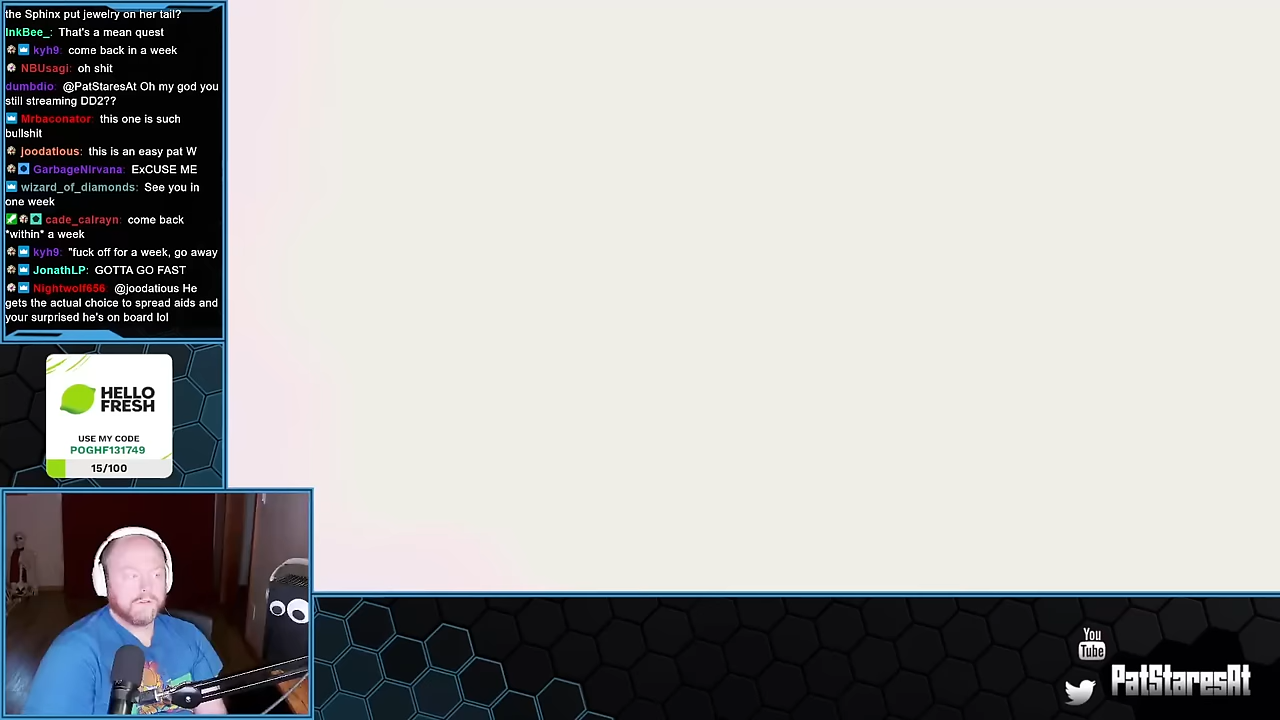 the Sphinx put jewelry on her tail?
InkBee_: That's a mean quest
kyh9: come back in a week
NBUsagi: oh shit
dumbdio: @PatStaresAt Oh my god you
still streaming DD2??
Mrbaconator: this one is such
bullshit
joodatious: this is an easy pat W
GarbageNirvana: ExCUSE ME
wizard_of_diamonds: See you in
one week
cade_calrayn: come back
*within* a week
kyh9: "fuck off for a week, go away
JonathLP: GOTTA GO FAST
Nightwolf656 @joodatious He
gets the actual choice to spread aids and
your surprised he's on board lol
HELLO
FRESH
USE MY CODE
POGHF131749
15/100
You
Tube
PatStaresAt